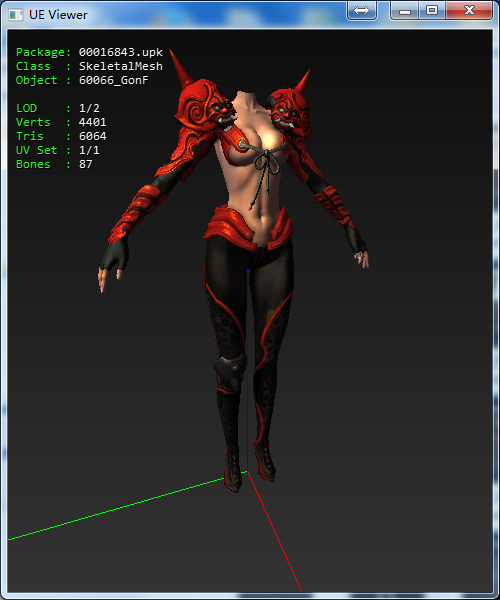 UE Viewer
Package: 00016843.upk
Class : SkeletalMesh
Object : 60066_GonF
LOD : 1/2
Verts : 4401
Tris : 6064
UV Set : 1/1
Bones : 87